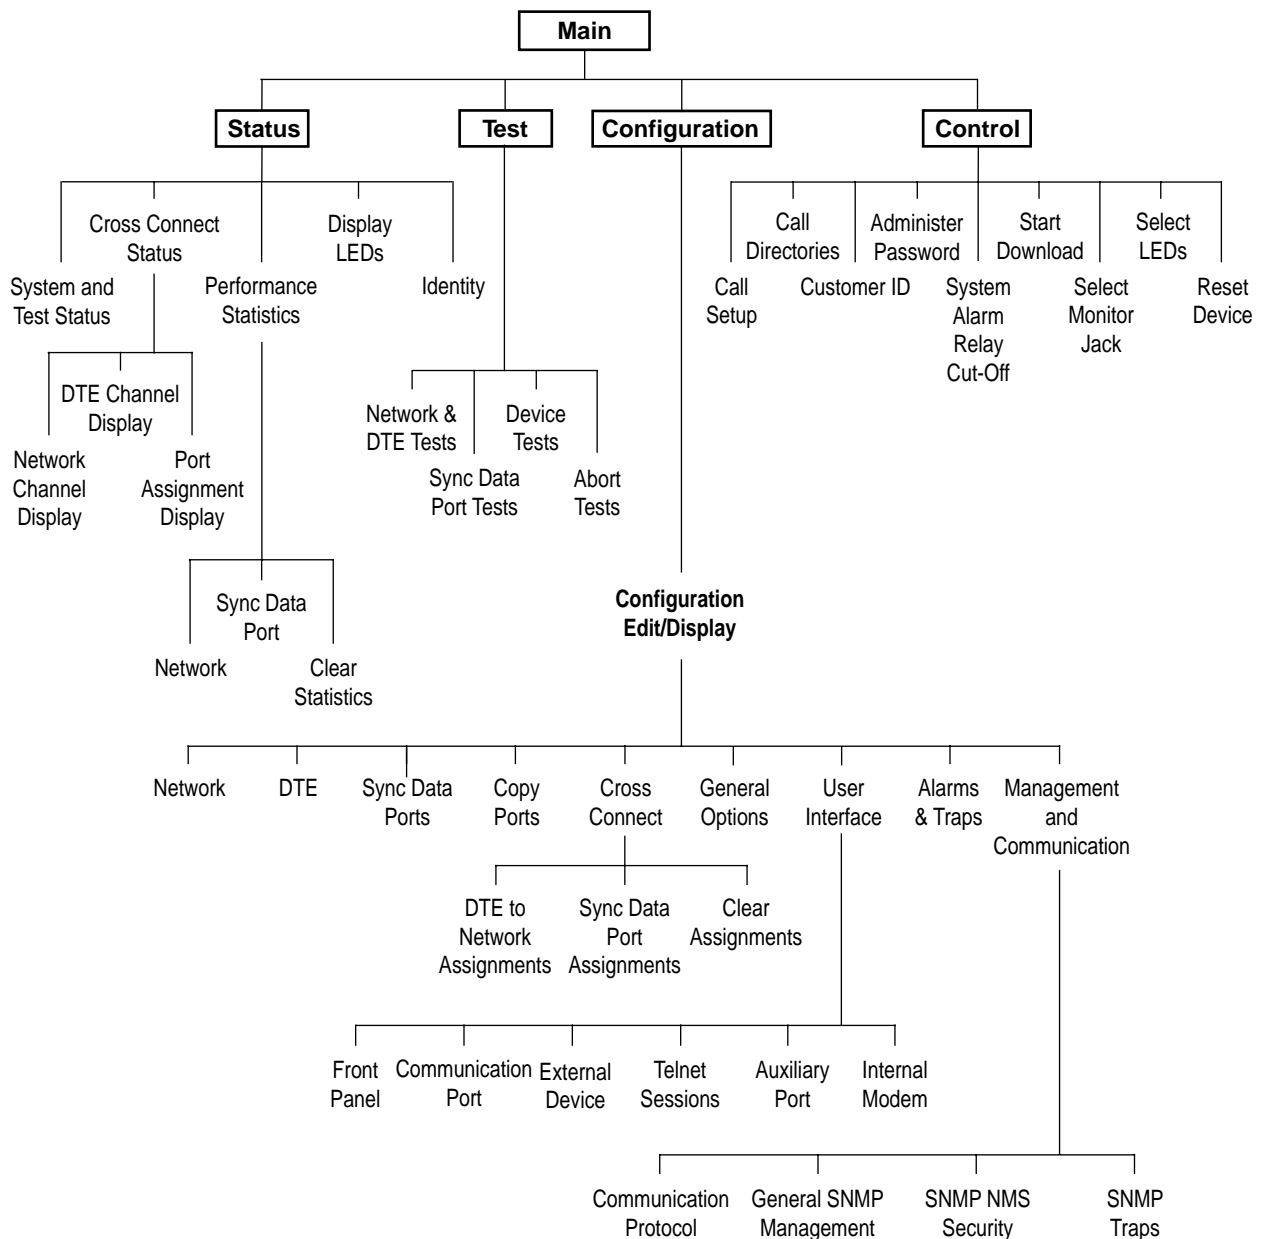 Main
Status
Test
Configuration
Control
Cross Connect
Status
Display
LEDs
System and
Test Status
Performance
Statistics
Identity
Call
Directories
Administer
Password
Start
Download
Select
LEDs
Call
Setup
Customer ID
System
Alarm
Relay
Cut-Off
Select
Monitor
Jack
Reset
Device
DTE Channel
Display
Network
Channel
Display
Port
Assignment
Display
Network &
DTE Tests
Device
Tests
Sync Data
Port Tests
Abort
Tests
Sync Data
Port
Network
Clear
Statistics
Configuration
Edit/Display
Network
DTE
Sync Data
Ports
Copy
Ports
Cross
Connect
General
Options
User
Interface
Alarms
& Traps
Management
and
Communication
DTE to
Network
Assignments
Sync Data
Port
Assignments
Clear
Assignments
Front
Panel
Communication
Port
External
Device
Telnet
Sessions
Auxiliary
Port
Internal
Modem
Communication
Protocol
General SNMP
Management
SNMP NMS
Security
SNMP
Traps